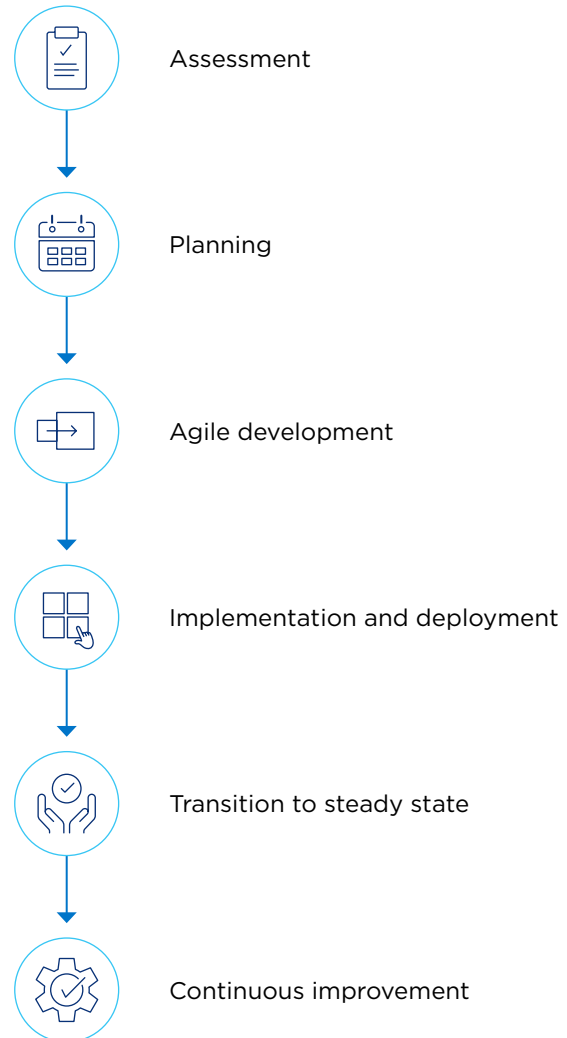 Assessment
Planning
Agile development
Implementation and deployment
Transition to steady state
Continuous improvement